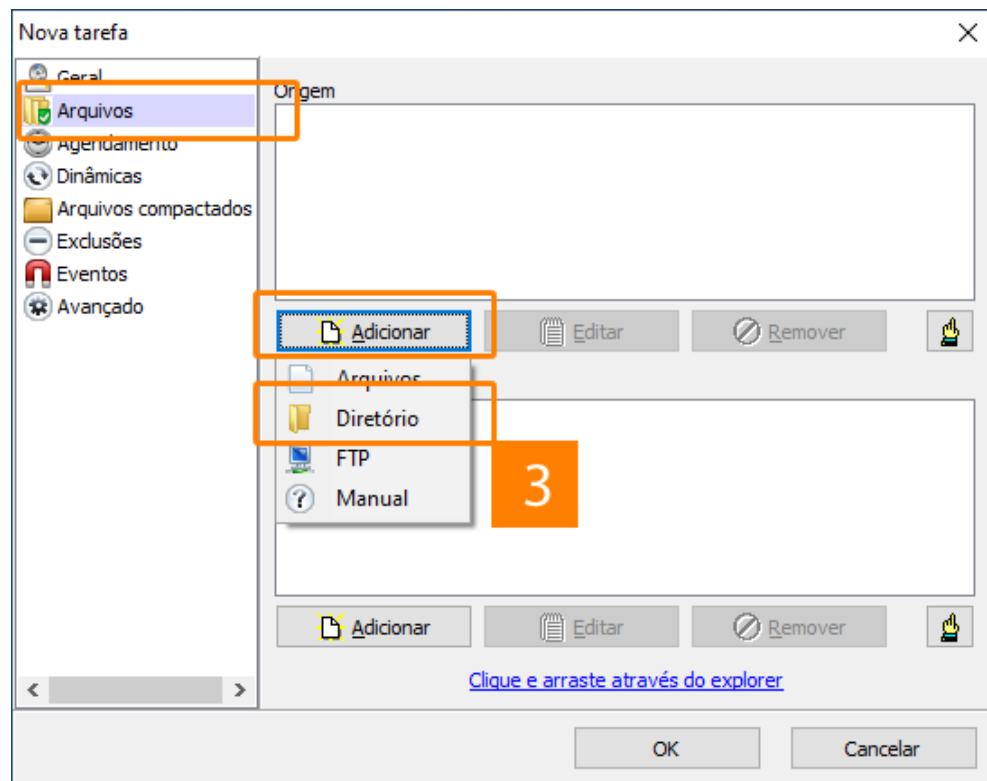 Nova tarefa
Geral
Arquivos
Agendamento
Dinâmicas
Arquivos compactados
Exclusões
Eventos
Avançado
Origem
Adicionar
Editar
Remover
Arquivos
Diretório
FTP
Manual
3
Adicionar
Editar
Remover
Clique e arraste através do explorer
OK
Cancelar